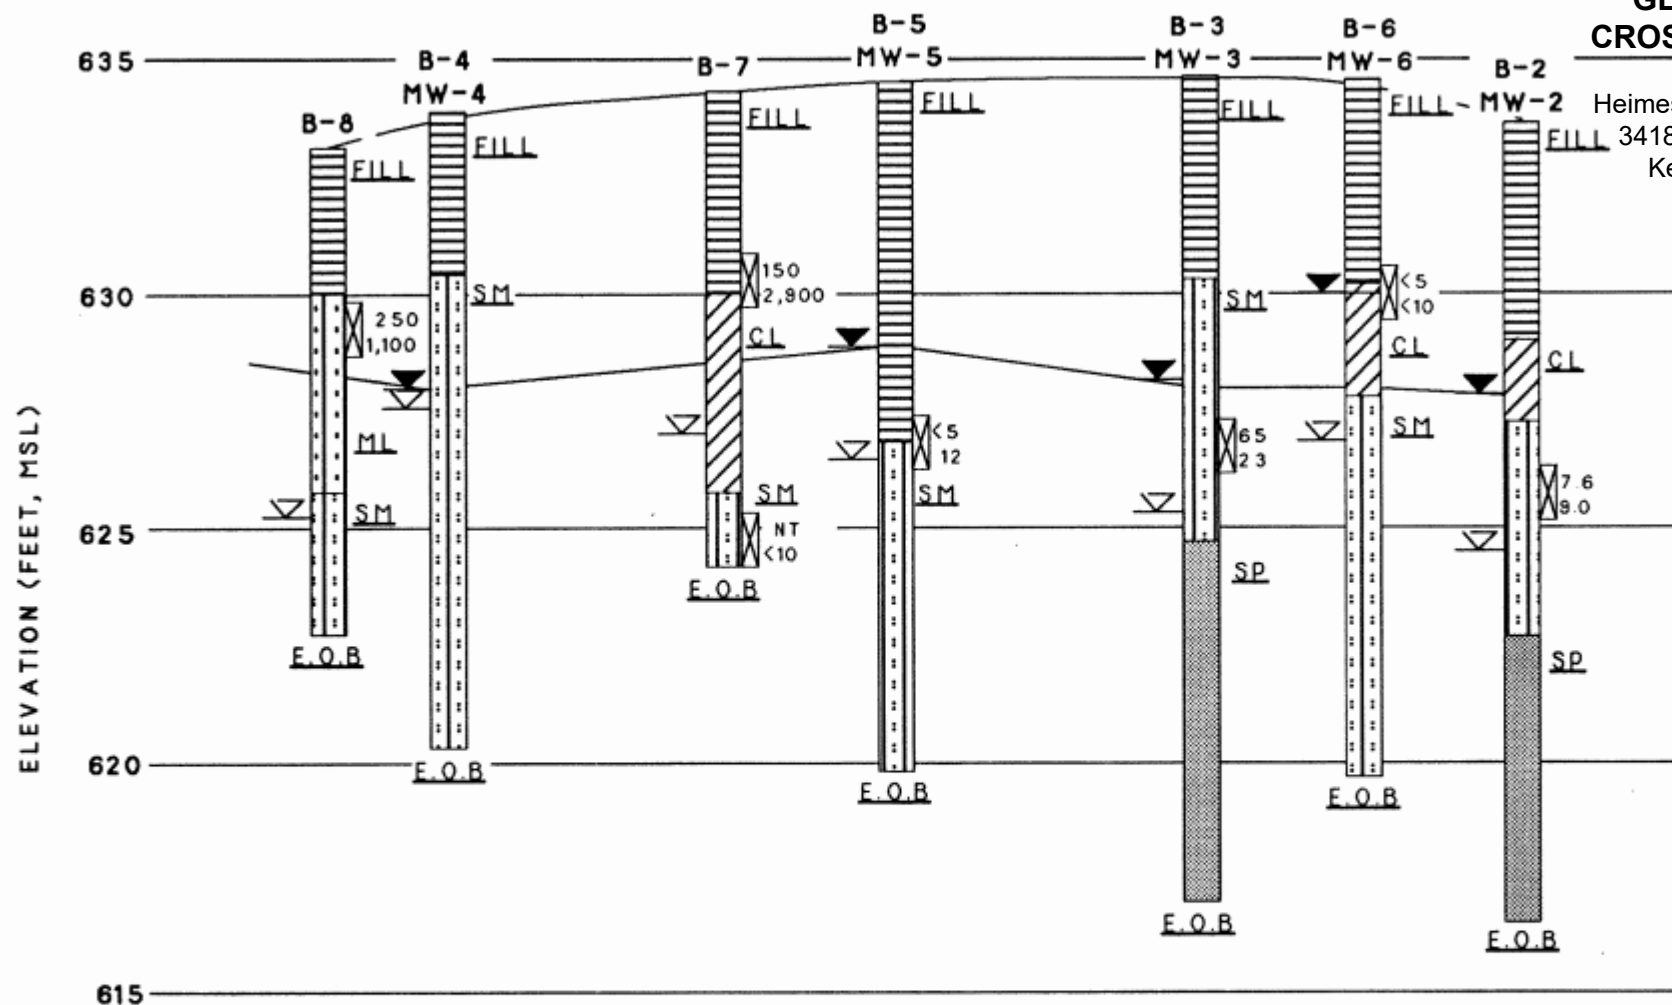 GL
CROS
Heimes
3418
Ke
B-8
B-4
MW-4
B-7
B-5
MW-5
B-3
MW-3
B-6
MW-6
B-2
MW-2
ELEVATION (FEET, MSL)
635
630
625
620
615
FILL
250
1,100
ML
SM
E.O.B
FILL
SM
E.O.B
FILL
150
2,900
CL
SM
NT
<10
E.O.B
FILL
<5
12
SM
E.O.B
FILL
SM
65
23
SP
E.O.B
FILL
<5
<10
CL
SM
E.O.B
FILL
CL
7.6
9.0
SP
E.O.B